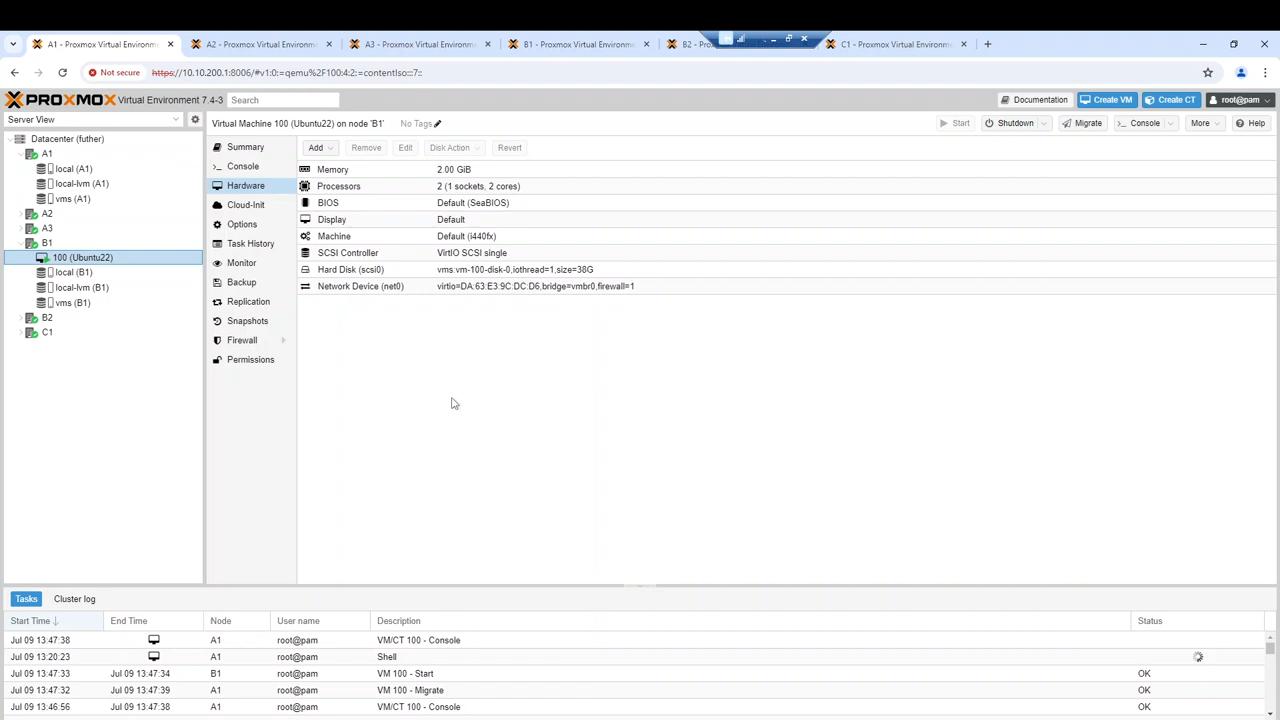 A1 - Proxmox Virtual Environm
A2 - Proxmox Virtual Environm
A3 - Proxmox Virtual Environm
B1 - Proxmox Virtual Environm
B2 - Proxm
C1 - Proxmox Virtual Environm
Not secure
https://10.10.200.1:8006/#v1:0:=qemu%2F100:4:2:=contentIso:::7::
PROXMOX Virtual Environment 7.4-3
Search
Documentation
Create VM
Create CT
root@pam
Server View
Datacenter (futher)
A1
local (A1)
local-lvm (A1)
vms (A1)
A2
A3
B1
100 (Ubuntu22)
local (B1)
local-lvm (B1)
vms (B1)
B2
C1
Virtual Machine 100 (Ubuntu22) on node 'B1'
No Tags
Start
Shutdown
Migrate
Console
More
Help
Summary
Console
Hardware
Cloud-Init
Options
Task History
Monitor
Backup
Replication
Snapshots
Firewall
Permissions
Add
Remove
Edit
Disk Action
Revert
Memory 2.00 GiB
Processors 2 (1 sockets, 2 cores)
BIOS Default (SeaBIOS)
Display Default
Machine Default (i440fx)
SCSI Controller VirtIO SCSI single
Hard Disk (scsi0) vms:vm-100-disk-0,iothread=1,size=38G
Network Device (net0) virtio=DA:63:E3:9C:DC:D6,bridge=vmbr0,firewall=1
Tasks
Cluster log
Start Time End Time Node User name Description Status
Jul 09 13:47:38 A1 root@pam VM/CT 100 - Console
Jul 09 13:20:23 A1 root@pam Shell
Jul 09 13:47:33 Jul 09 13:47:34 B1 root@pam VM 100 - Start OK
Jul 09 13:47:32 Jul 09 13:47:39 A1 root@pam VM 100 - Migrate OK
Jul 09 13:46:56 Jul 09 13:47:38 A1 root@pam VM/CT 100 - Console OK